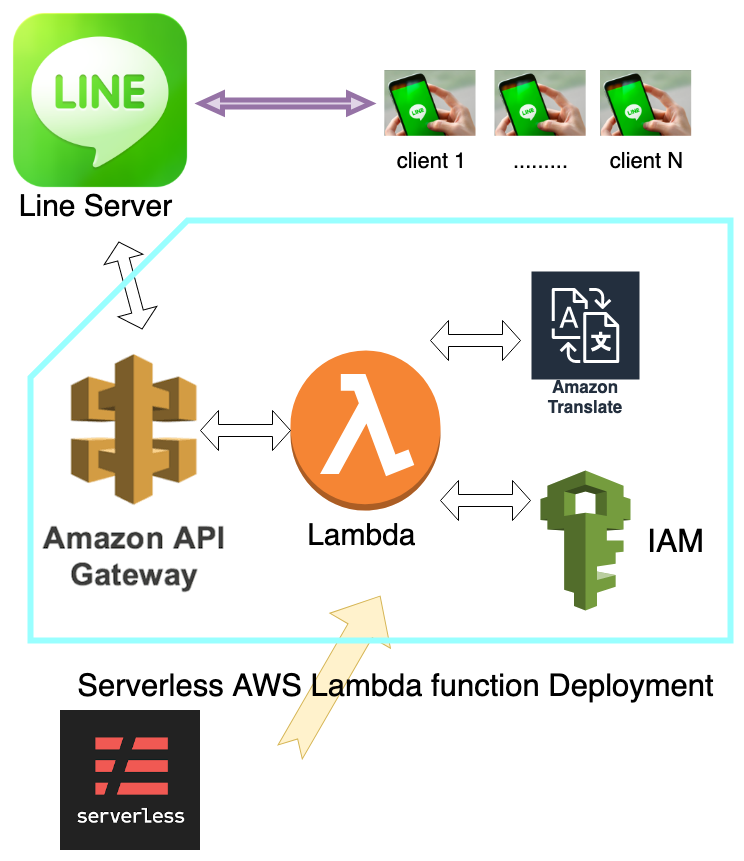 LINE
Line Server
client 1
.........
client N
Amazon API
Gateway
Lambda
A
文
Amazon
Translate
IAM
Serverless AWS Lambda function Deployment
serverless